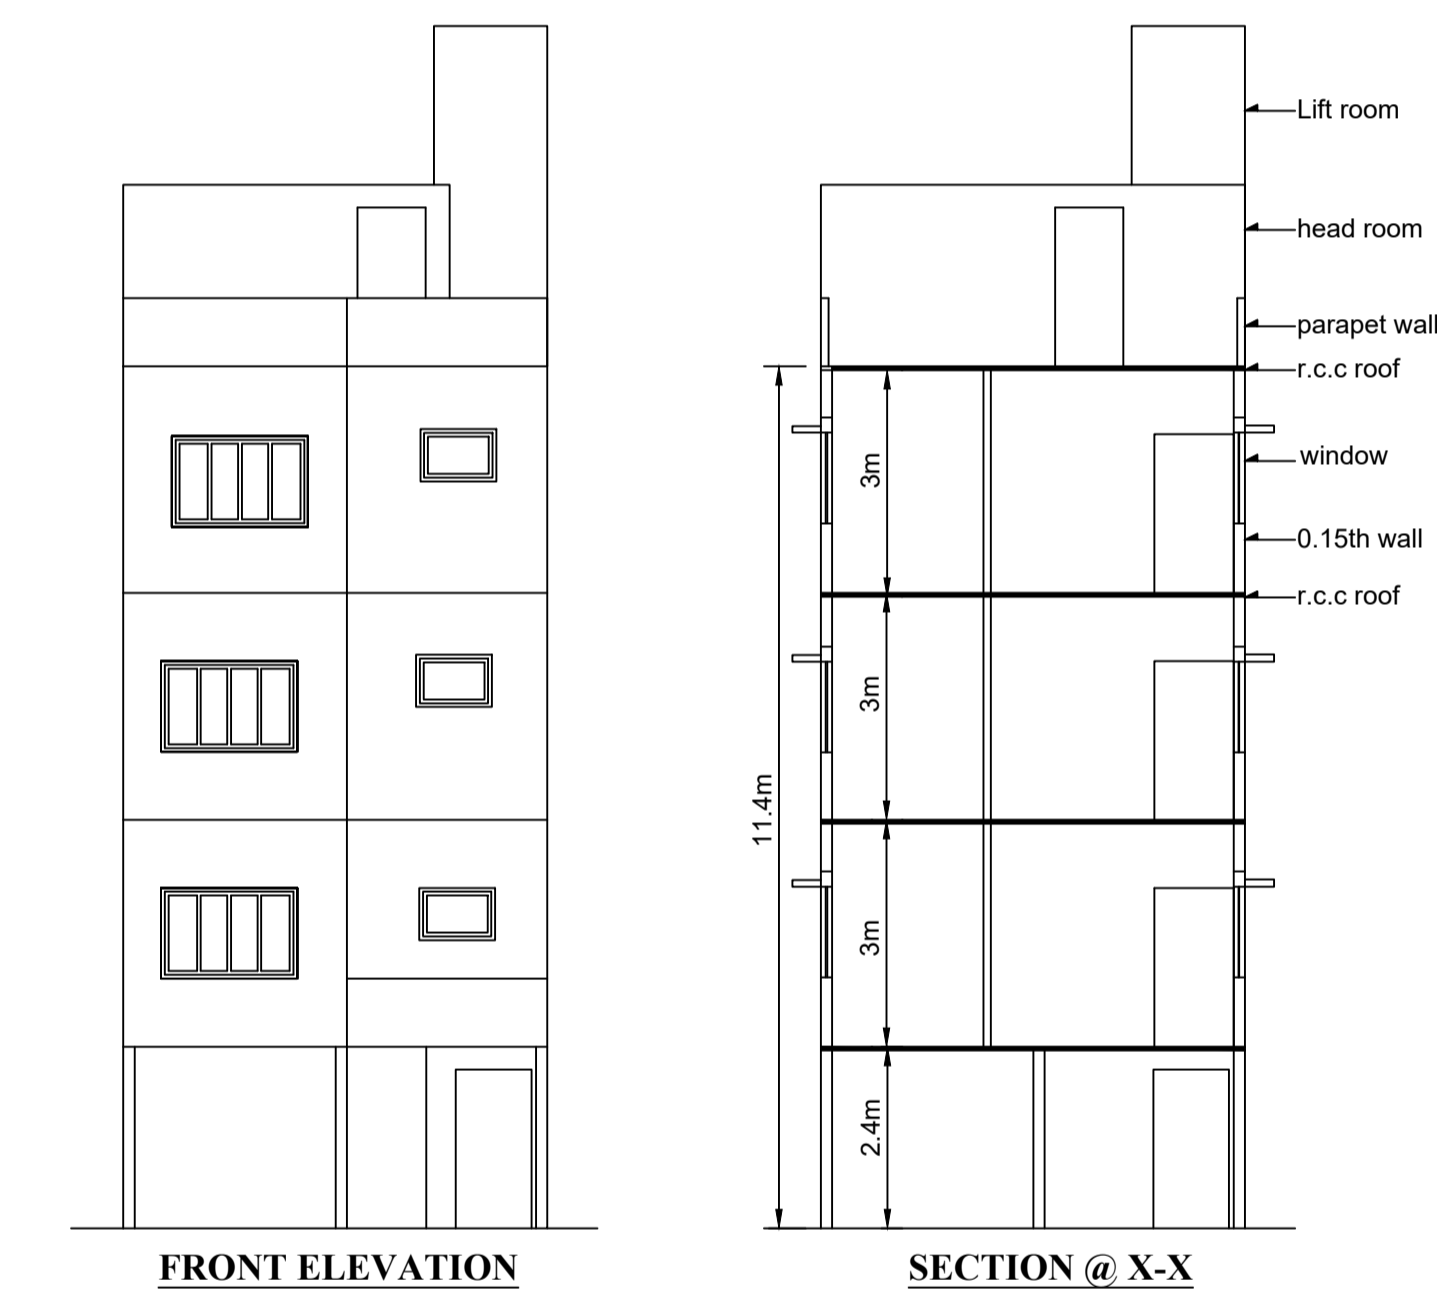 Lift room
head room
parapet wall
r.c.c roof
window
0.15th wall
r.c.c roof
3m
3m
11.4m
3m
2.4m
FRONT ELEVATION
SECTION @ X-X